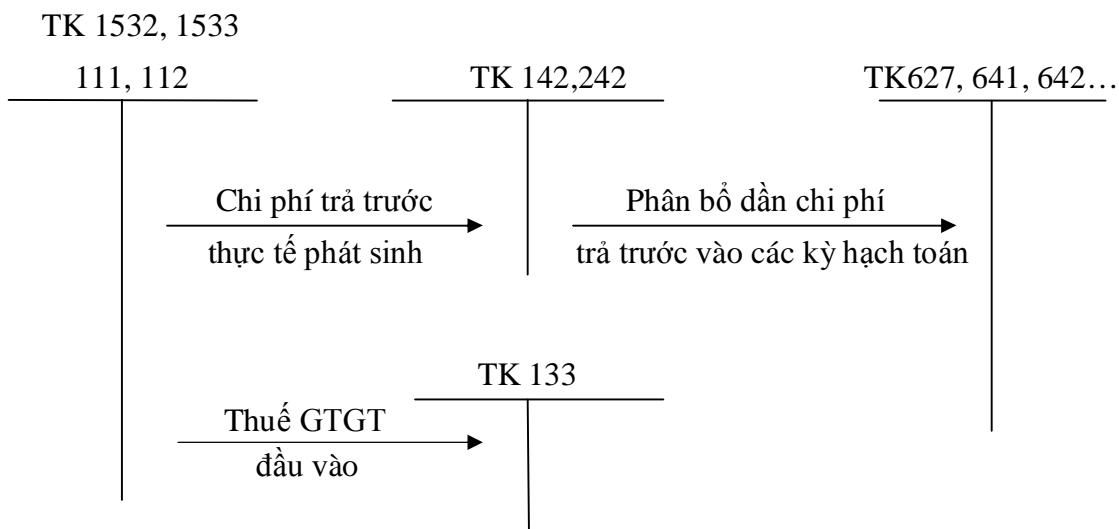 TK 1532, 1533
111, 112
TK 142,242
TK627, 641, 642…
Chi phí trả trước
thực tế phát sinh
Phân bổ dần chi phí
trả trước vào các kỳ hạch toán
TK 133
Thuế GTGT
đầu vào